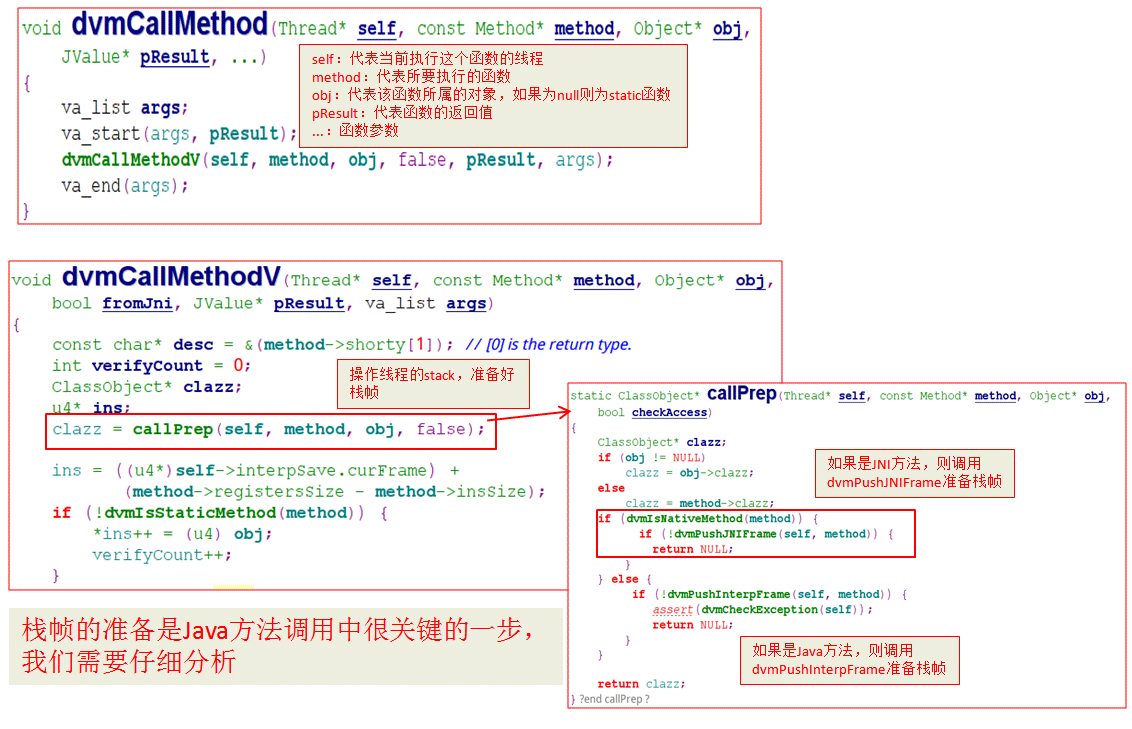 void dvmCallMethod(Thread* self, const Method* method, Object* obj,
JValue* pResult, ...)
{
self：代表当前执行这个函数的线程
method：代表所要执行的函数
obj：代表该函数所属的对象，如果为null则为static函数
pResult：代表函数的返回值
...：函数参数
va_list args;
va_start(args, pResult);
dvmCallMethodV(self, method, obj, false, pResult, args);
va_end(args);
}
void dvmCallMethodV(Thread* self, const Method* method, Object* obj,
bool fromJni, JValue* pResult, va_list args)
{
const char* desc = &(method->shorty[1]); // [0] is the return type.
int verifyCount = 0;
ClassObject* clazz;
u4* ins;
clazz = callPrep(self, method, obj, false);
操作线程的stack，准备好
栈帧
ins = ((u4*)self->interpSave.curFrame) +
(method->registersSize - method->insSize);
if (!dvmIsStaticMethod(method)) {
*ins++ = (u4) obj;
verifyCount++;
}
static ClassObject* callPrep(Thread* self, const Method* method, Object* obj,
bool checkAccess)
{
ClassObject* clazz;
if (obj != NULL)
clazz = obj->clazz;
else
clazz = method->clazz;
如果是JNI方法，则调用
dvmPushJNIFrame准备栈帧
if (dvmIsNativeMethod(method)) {
if (!dvmPushJNIFrame(self, method)) {
return NULL;
}
} else {
if (!dvmPushInterpFrame(self, method)) {
assert(dvmCheckException(self));
return NULL;
}
}
如果是Java方法，则调用
dvmPushInterpFrame准备栈帧
return clazz;
} ?end callPrep ?
栈帧的准备是Java方法调用中很关键的一步，
我们需要仔细分析